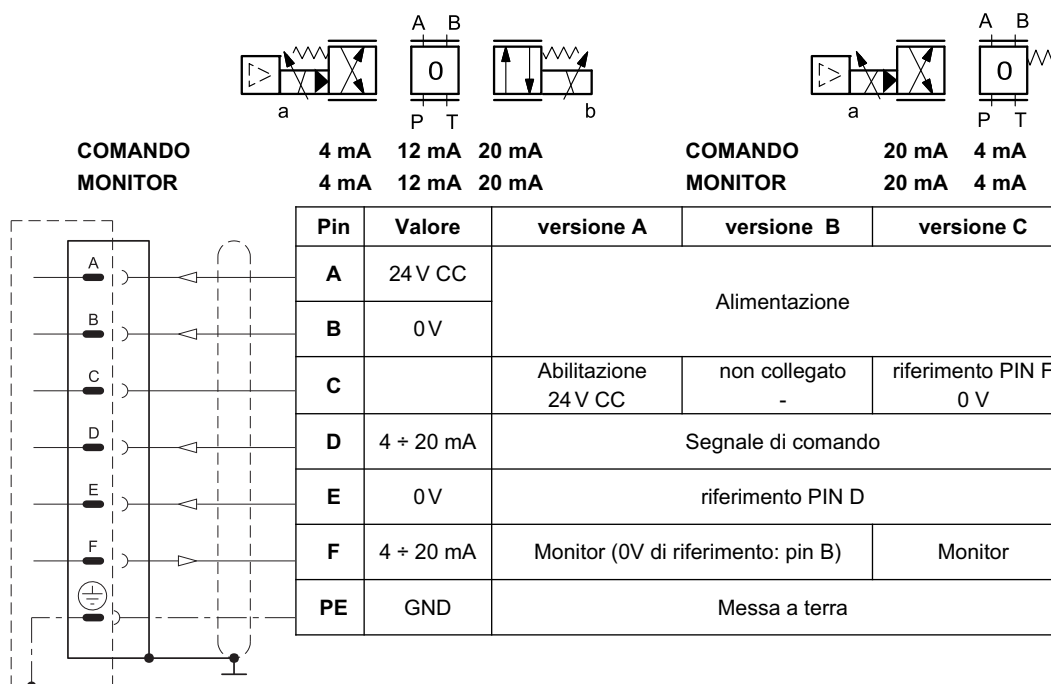 A B
A B
0
0
a
b
a
P T
P T
COMANDO 4 mA 12 mA 20 mA
COMANDO 20 mA 4 mA
MONITOR 4 mA 12 mA 20 mA
MONITOR 20 mA 4 mA
Pin Valore versione A versione B versione C
A
A 24 V CC
Alimentazione
B
B 0 V
C
C
Abilitazione
24 V CC
non collegato
-
riferimento PIN F
0 V
D
D 4 ÷ 20 mA Segnale di comando
E
E 0 V riferimento PIN D
F
F 4 ÷ 20 mA Monitor (0V di riferimento: pin B) Monitor
PE GND Messa a terra